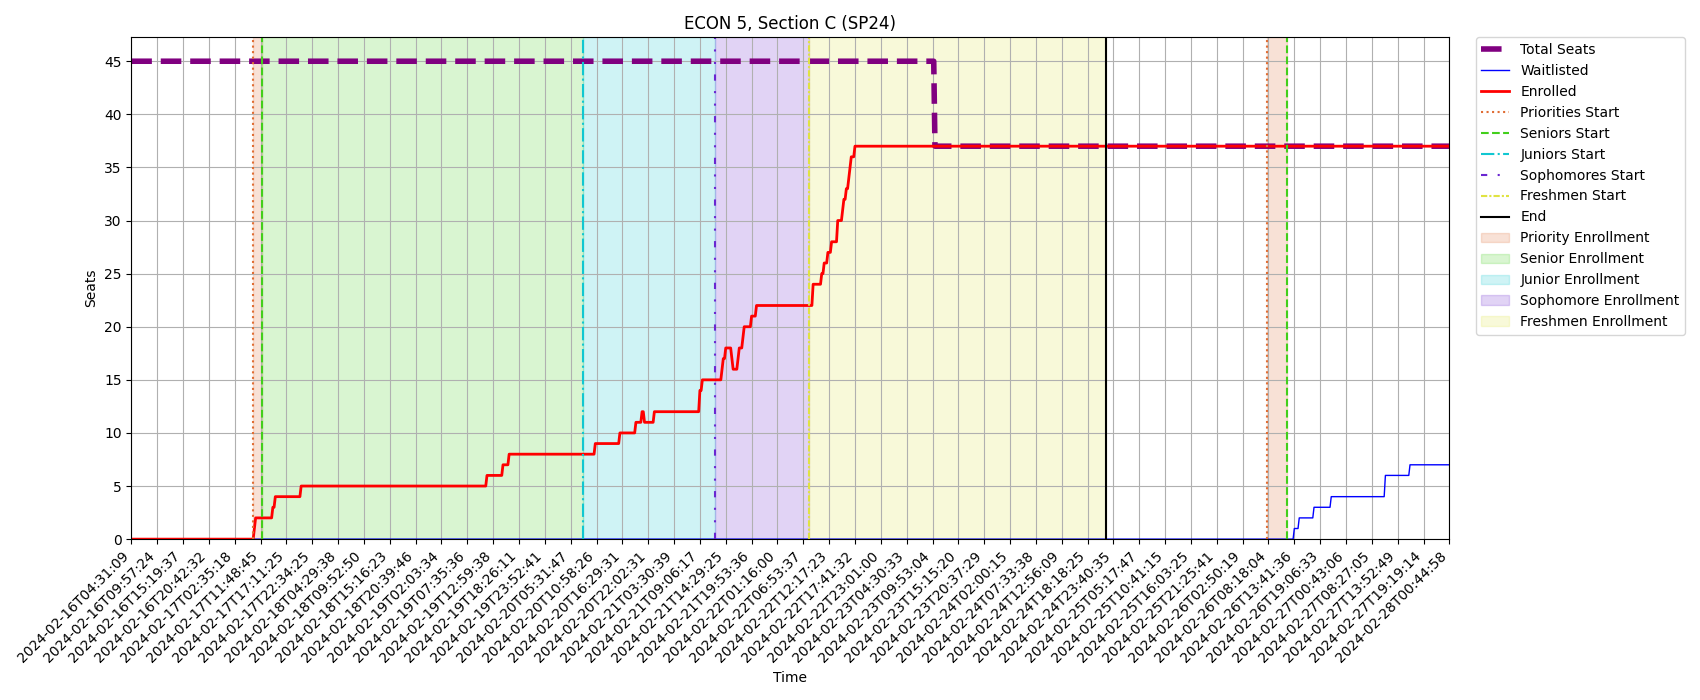 ECON 5, Section C (SP24)
Seats
45
40
35
30
25
20
15
10
5
0
2024-02-16T04:31:09
2024-02-16T09:57:24
2024-02-16T15:19:37
2024-02-16T20:42:32
2024-02-17T02:35:18
2024-02-17T11:48:45
2024-02-17T17:11:25
2024-02-17T22:34:25
2024-02-18T04:29:38
2024-02-18T09:52:50
2024-02-18T15:16:23
2024-02-18T20:39:46
2024-02-19T02:03:34
2024-02-19T07:35:36
2024-02-19T12:59:38
2024-02-19T18:26:11
2024-02-19T23:52:41
2024-02-20T05:31:47
2024-02-20T10:58:26
2024-02-20T16:29:31
2024-02-20T22:02:31
2024-02-21T03:30:39
2024-02-21T09:06:17
2024-02-21T14:29:25
2024-02-21T19:53:36
2024-02-22T01:16:00
2024-02-22T06:53:37
2024-02-22T12:17:23
2024-02-22T17:41:32
2024-02-22T23:01:00
2024-02-23T04:30:33
2024-02-23T09:53:04
2024-02-23T15:15:20
2024-02-23T20:37:29
2024-02-24T02:00:15
2024-02-24T07:33:38
2024-02-24T12:56:09
2024-02-24T18:18:25
2024-02-24T23:40:35
2024-02-25T05:17:47
2024-02-25T10:41:15
2024-02-25T16:03:25
2024-02-25T21:25:41
2024-02-26T02:50:19
2024-02-26T08:18:04
2024-02-26T13:41:36
2024-02-26T19:06:33
2024-02-27T00:43:06
2024-02-27T08:27:05
2024-02-27T13:52:49
2024-02-27T19:19:14
2024-02-28T00:44:58
Time
Total Seats
Waitlisted
Enrolled
Priorities Start
Seniors Start
Juniors Start
Sophomores Start
Freshmen Start
End
Priority Enrollment
Senior Enrollment
Junior Enrollment
Sophomore Enrollment
Freshmen Enrollment